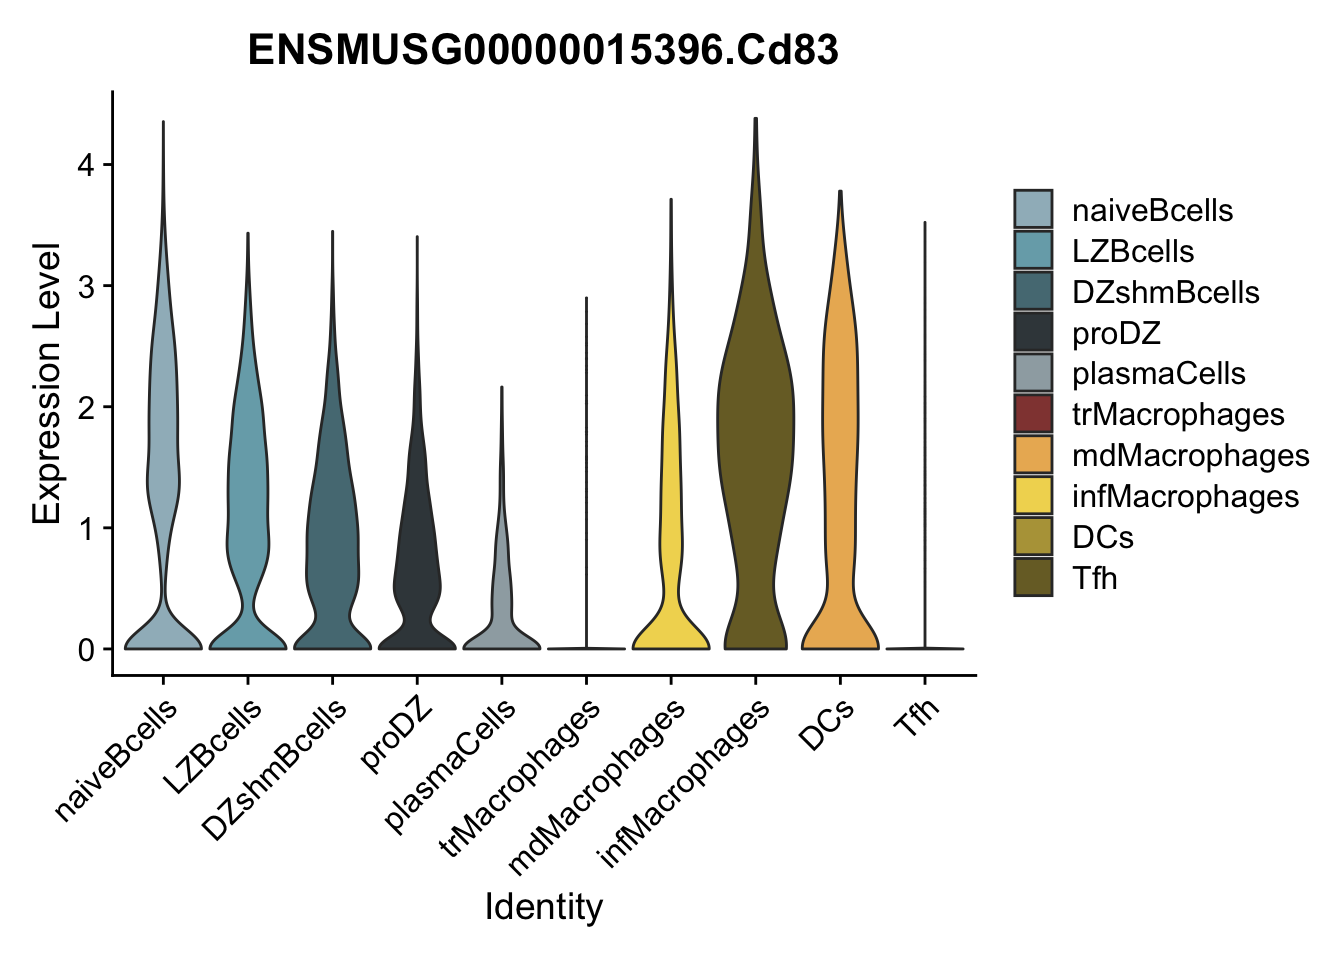 ENSMUSG00000015396.Cd83
Expression Level
4
3
2
1
0
naiveBcells
LZBcells
DZshmBcells
proDZ
plasmaCells
trMacrophages
mdMacrophages
infMacrophages
DCs
Tfh
Identity
naiveBcells
LZBcells
DZshmBcells
proDZ
plasmaCells
trMacrophages
mdMacrophages
infMacrophages
DCs
Tfh